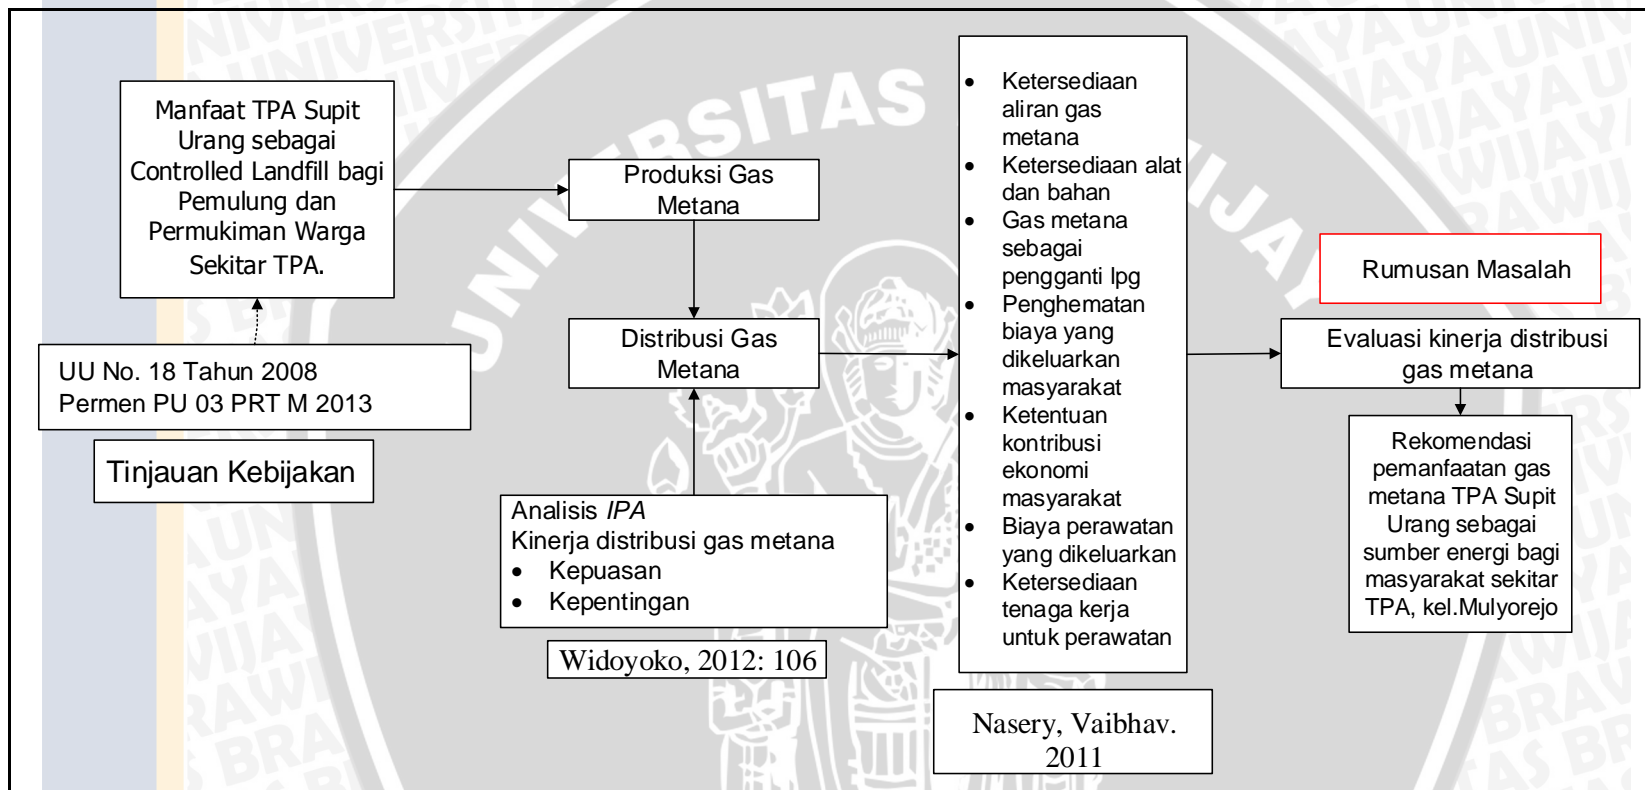 Manfaat TPA Supit
Urang sebagai
Controlled Landfill bagi
Pemulung dan
Permukiman Warga
Sekitar TPA.
UU No. 18 Tahun 2008
Permen PU 03 PRT M 2013
Tinjauan Kebijakan
Produksi Gas
Metana
Distribusi Gas
Metana
Analisis IPA
Kinerja distribusi gas metana
• Kepuasan
• Kepentingan
Widoyoko, 2012: 106
• Ketersediaan
aliran gas
metana
• Ketersediaan alat
dan bahan
• Gas metana
sebagai
pengganti lpg
• Penghematan
biaya yang
dikeluarkan
masyarakat
• Ketentuan
kontribusi
ekonomi
masyarakat
• Biaya perawatan
yang dikeluarkan
• Ketersediaan
tenaga kerja
untuk perawatan
Nasery, Vaibhav.
2011
Rumusan Masalah
Evaluasi kinerja distribusi
gas metana
Rekomendasi
pemanfaatan gas
metana TPA Supit
Urang sebagai
sumber energi bagi
masyarakat sekitar
TPA, kel.Mulyorejo
UNIVERSITAS
WIJAY